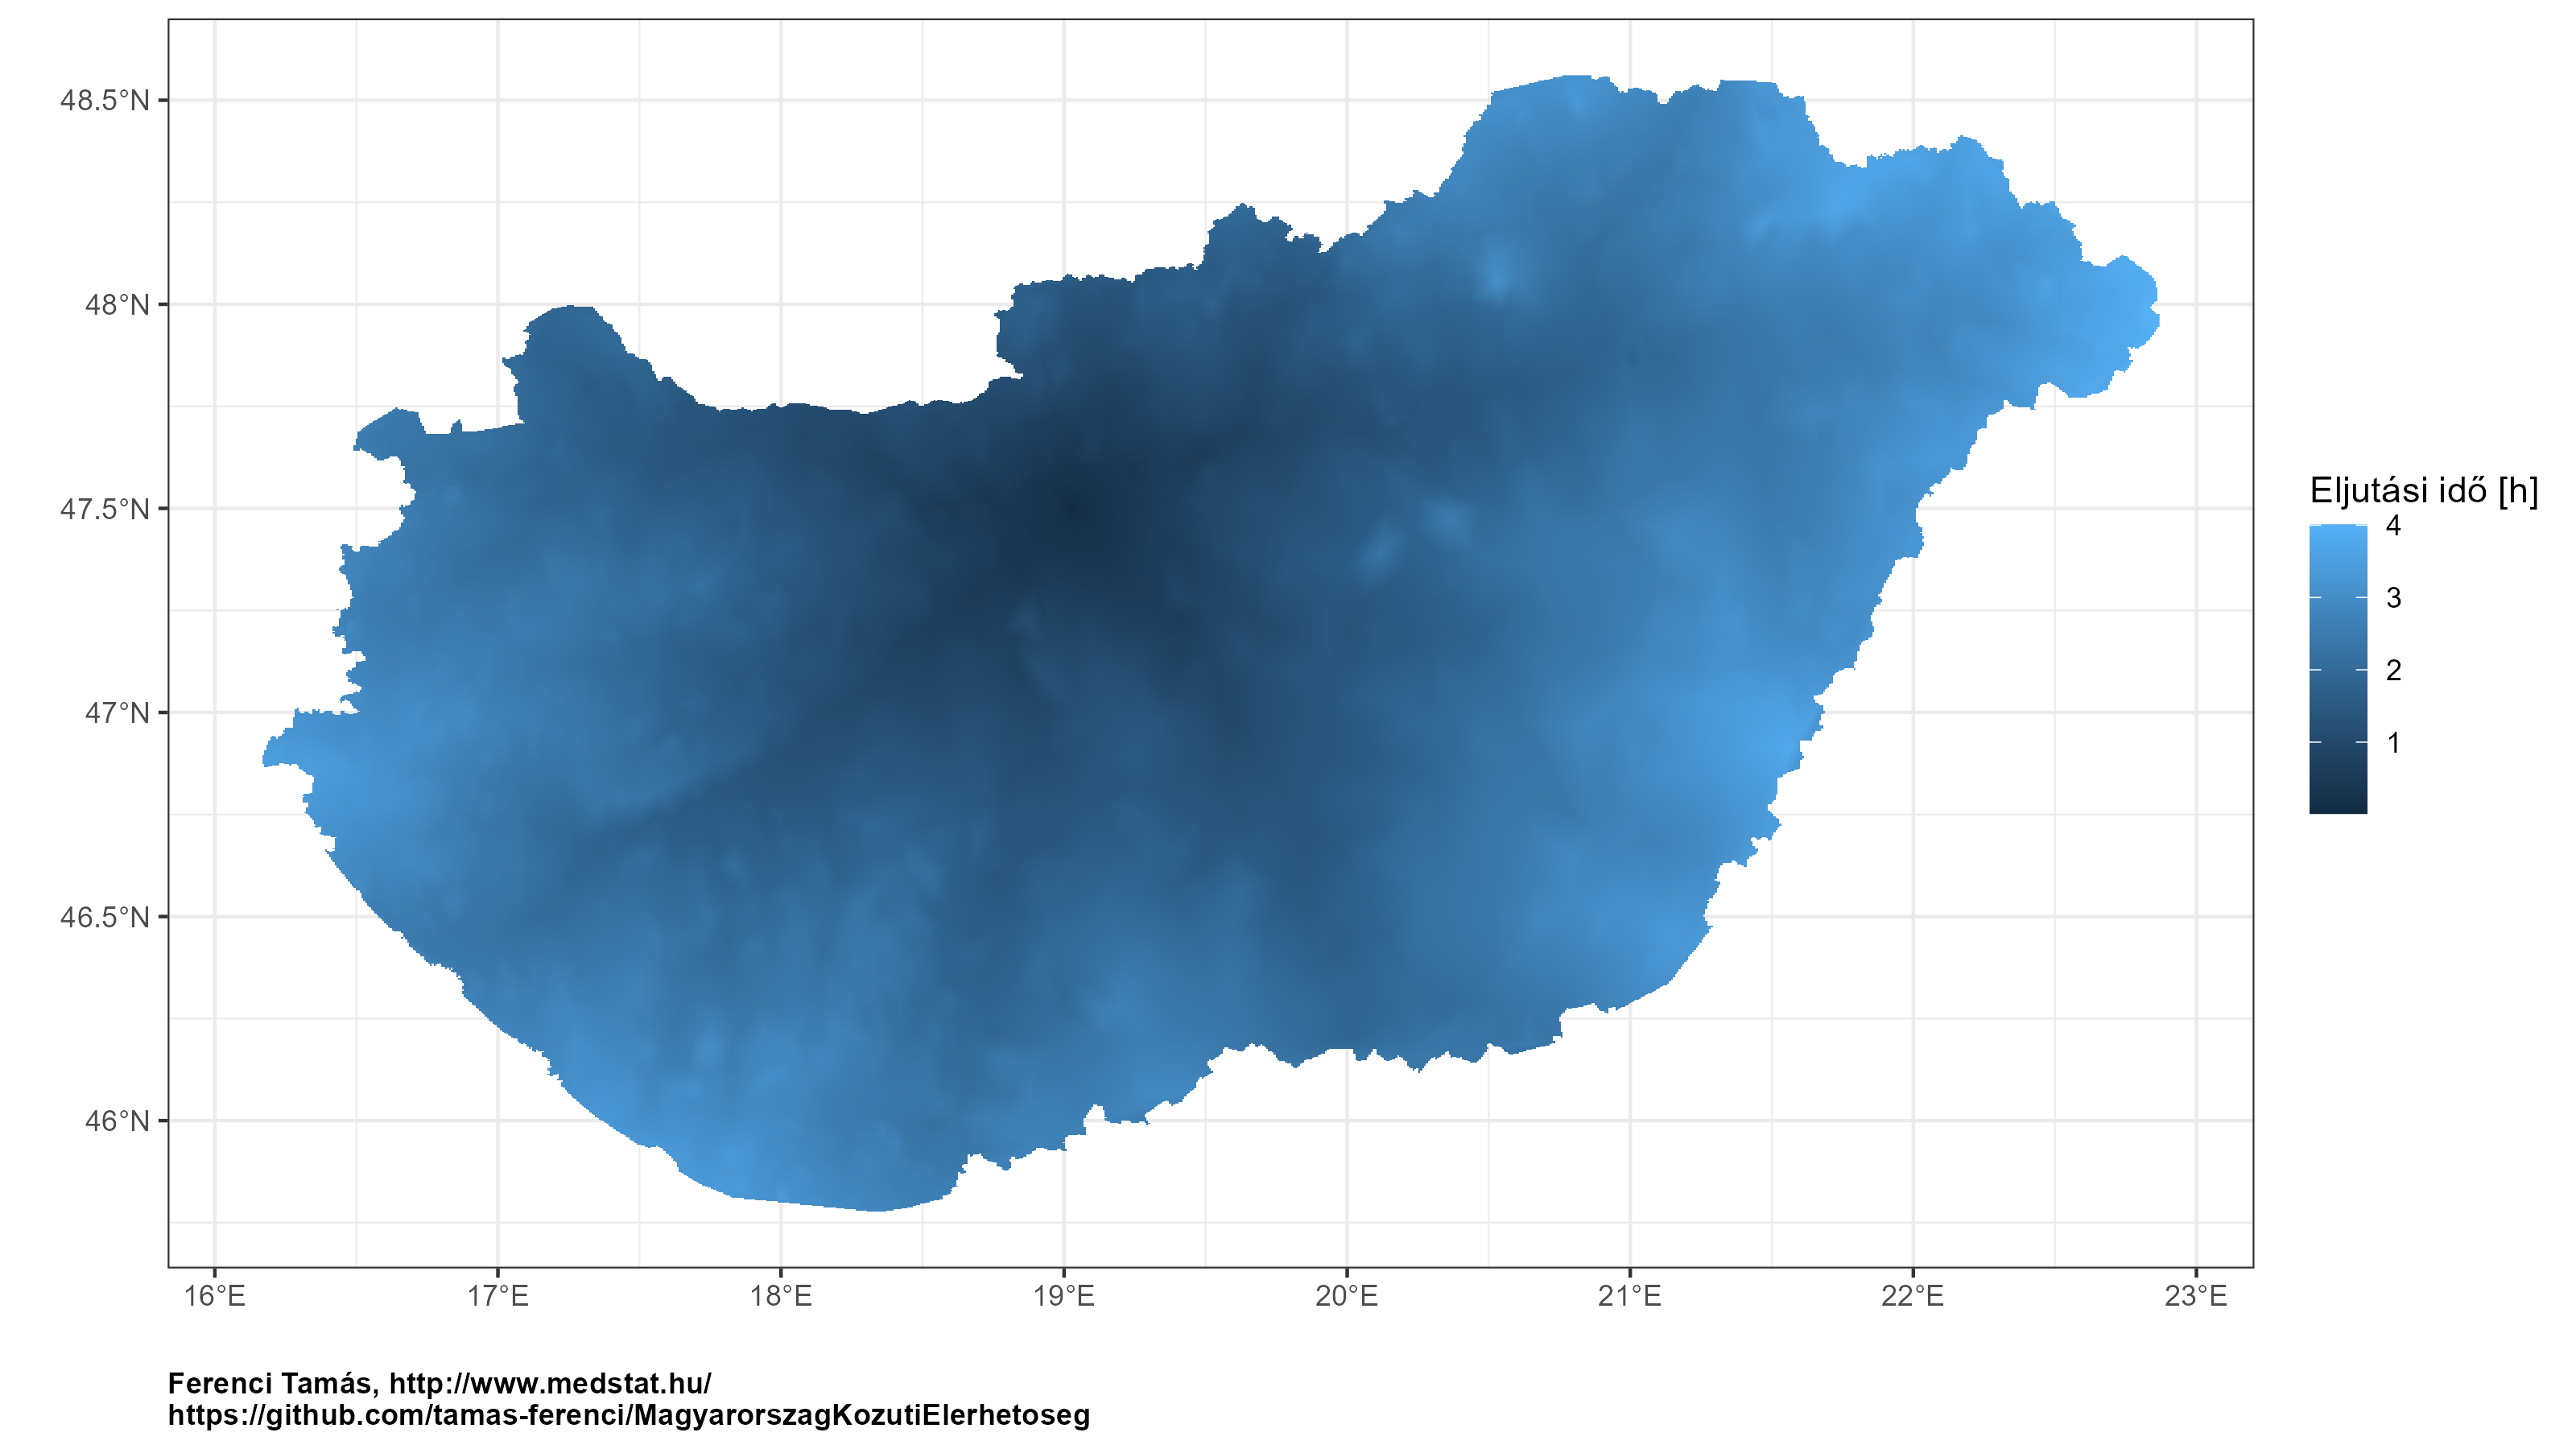 48.5°N
48°N
47.5°N
47°N
46.5°N
46°N
16°E 17°E 18°E 19°E 20°E 21°E 22°E 23°E
Eljutási idő [h]
4
3
2
1
Ferenci Tamás, http://www.medstat.hu/
https://github.com/tamas-ferenci/MagyarorszagKozutiElerhetoseg